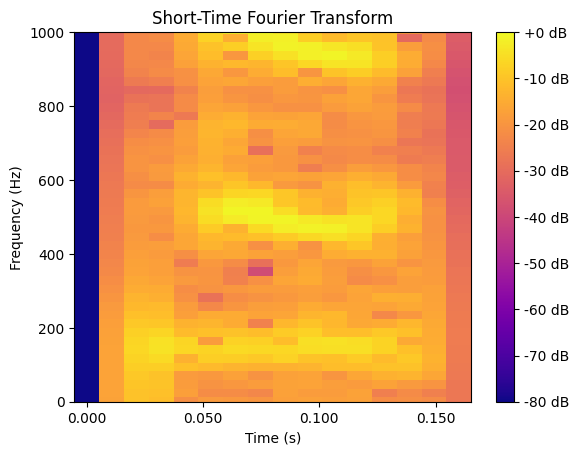 Short-Time Fourier Transform
Frequency (Hz)
1000
800
600
400
200
0
0.000
0.050
0.100
0.150
Time (s)
+0 dB
-10 dB
-20 dB
-30 dB
-40 dB
-50 dB
-60 dB
-70 dB
-80 dB